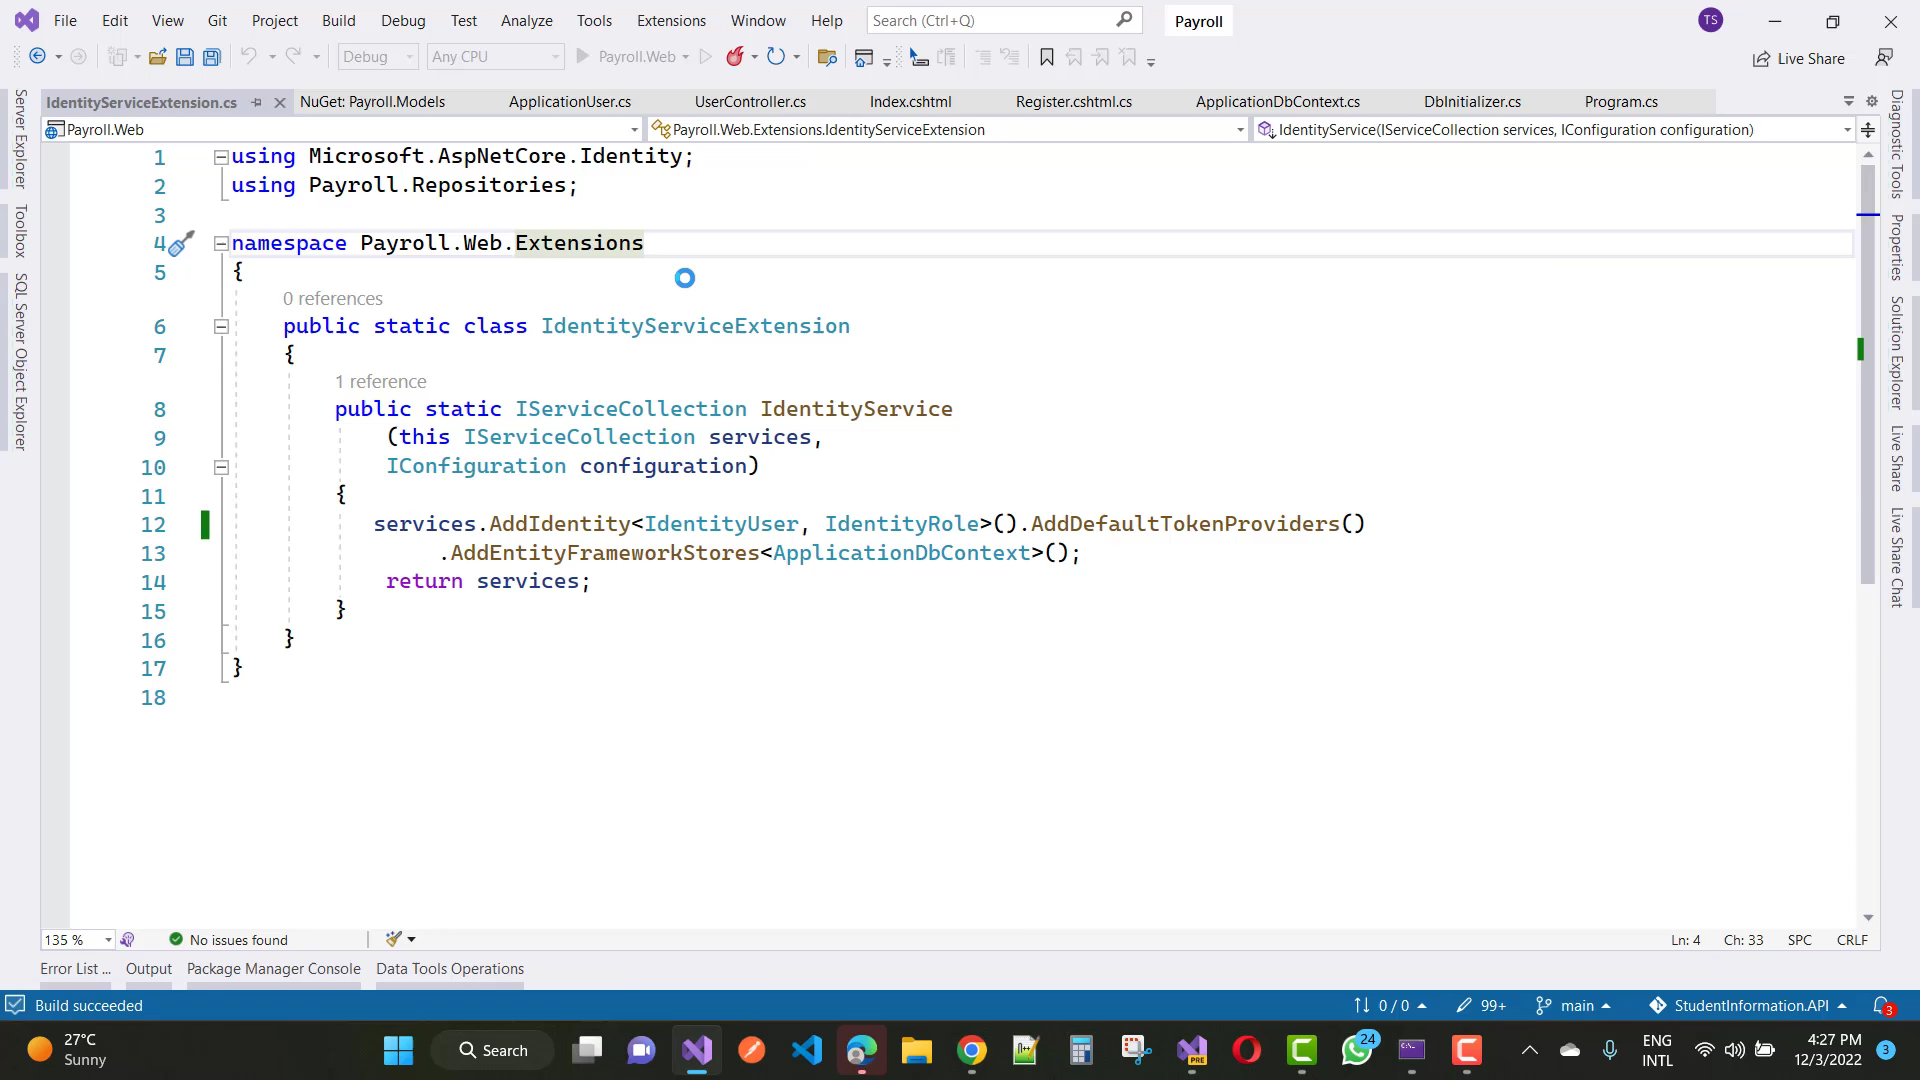 File Edit View Git Project Build Debug Test Analyze Tools Extensions Window Help Search (Ctrl+Q) Payroll TS
Debug Any CPU Payroll.Web Live Share
IdentityServiceExtension.cs NuGet: Payroll.Models ApplicationUser.cs UserController.cs Index.cshtml Register.cshtml.cs ApplicationDbContext.cs DbInitializer.cs Program.cs
Payroll.Web Payroll.Web.Extensions.IdentityServiceExtension IdentityService(IServiceCollection services, IConfiguration configuration)
Server Explorer
Toolbox
SQL Server Object Explorer
1 using Microsoft.AspNetCore.Identity;
2 using Payroll.Repositories;
3
4 namespace Payroll.Web.Extensions
5 {
0 references
6 public static class IdentityServiceExtension
7 {
1 reference
8 public static IServiceCollection IdentityService
9 (this IServiceCollection services,
10 IConfiguration configuration)
11 {
12 services.AddIdentity<IdentityUser, IdentityRole>().AddDefaultTokenProviders()
13 .AddEntityFrameworkStores<ApplicationDbContext>();
14 return services;
15 }
16 }
17 }
18
Diagnostic Tools
Properties
Solution Explorer
Live Share
Live Share Chat
135 % No issues found Ln: 4 Ch: 33 SPC CRLF
Error List ... Output Package Manager Console Data Tools Operations
Build succeeded 0 / 0 99+ main StudentInformation.API 3
27°C
Sunny
Search
PRE
24
ENG
INTL
4:27 PM
12/3/2022
3